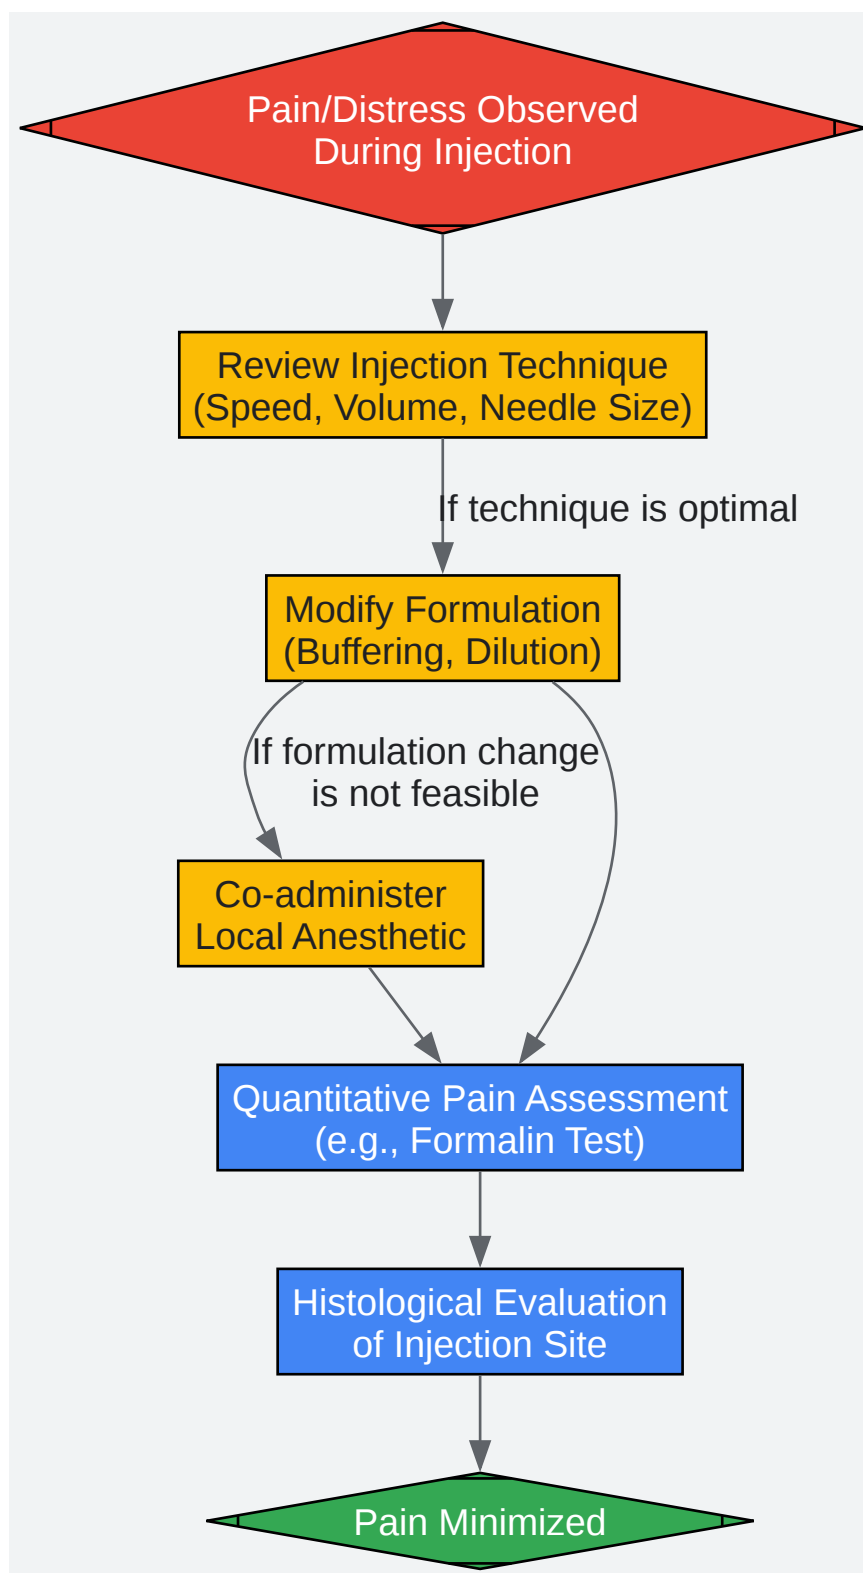 Pain/Distress Observed
During Injection
Review Injection Technique
(Speed, Volume, Needle Size)
If technique is optimal
Modify Formulation
(Buffering, Dilution)
If formulation change
is not feasible
Co-administer
Local Anesthetic
Quantitative Pain Assessment
(e.g., Formalin Test)
Histological Evaluation
of Injection Site
Pain Minimized